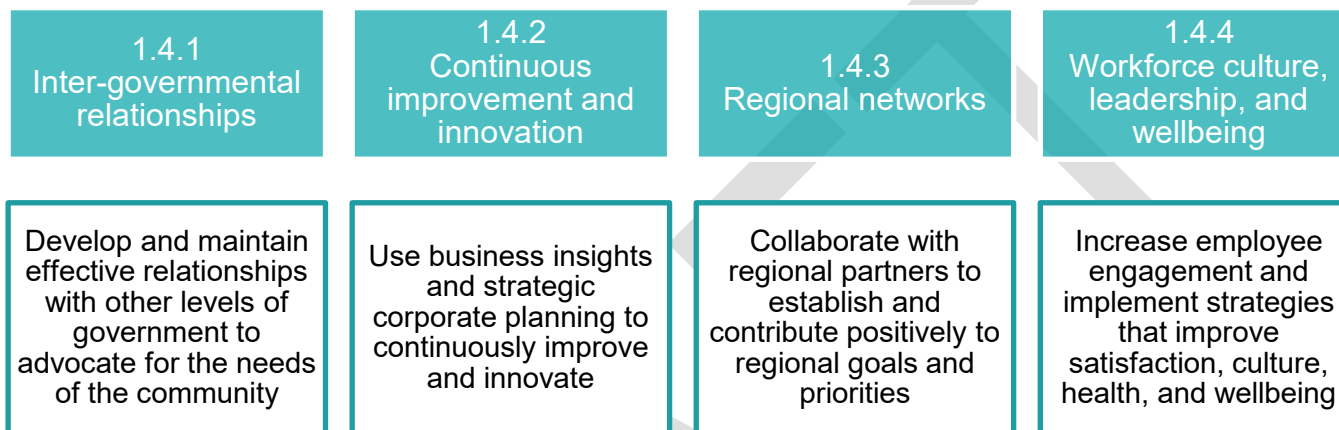 1.4.1
Inter-governmental
relationships
1.4.2
Continuous
improvement and
innovation
1.4.3
Regional networks
1.4.4
Workforce culture,
leadership, and
wellbeing
Develop and maintain
effective relationships
with other levels of
government to
advocate for the needs
of the community
Use business insights
and strategic
corporate planning to
continuously improve
and innovate
Collaborate with
regional partners to
establish and
contribute positively to
regional goals and
priorities
Increase employee
engagement and
implement strategies
that improve
satisfaction, culture,
health, and wellbeing